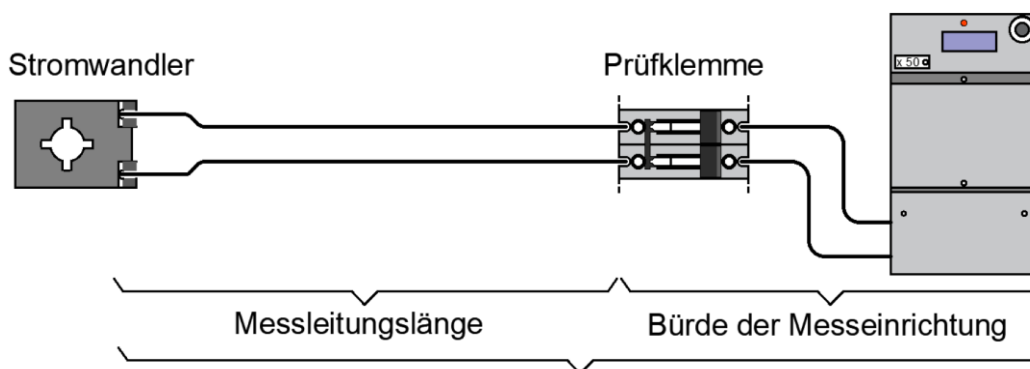 Stromwandler
Prüfklemme
x 50
Messleitungslänge
Bürde der Messeinrichtung